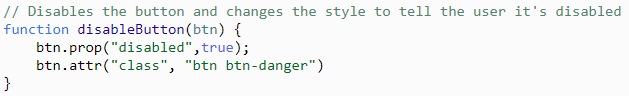 // Disables the button and changes the style to tell the user it's disabled
function disableButton(btn) {
    btn.prop("disabled",true);
    btn.attr("class", "btn btn-danger")
}